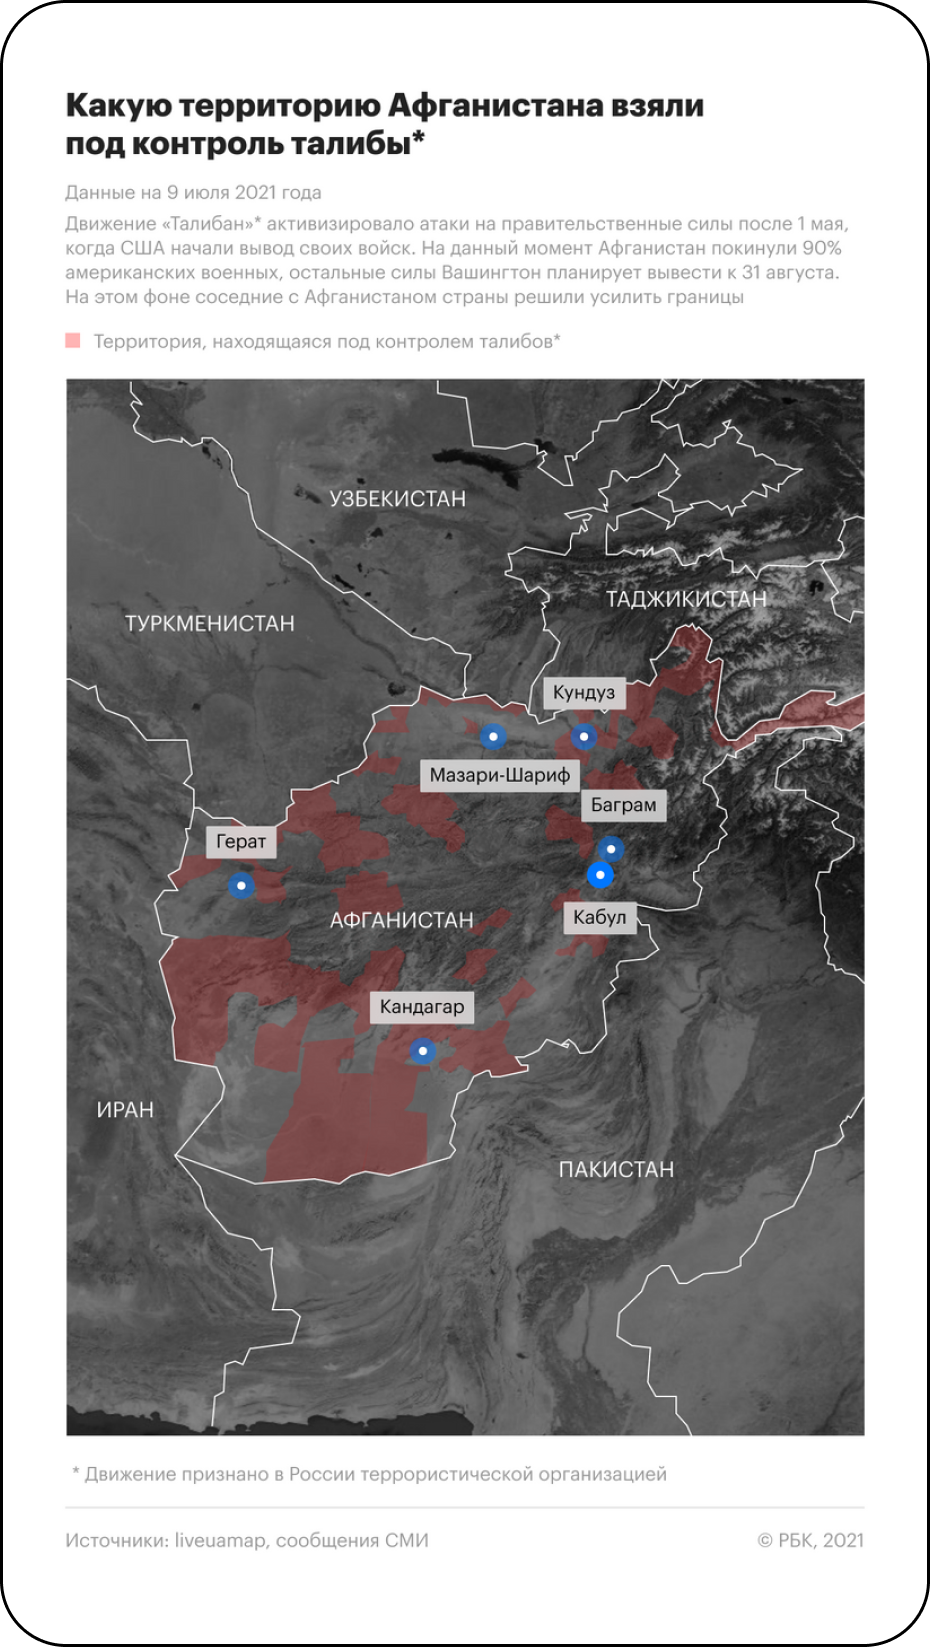 Какую территорию Афганистана взяли
под контроль талибы*
Данные на 9 июля 2021 года
Движение «Талибан»* активизировало атаки на правительственные силы после 1 мая,
когда США начали вывод своих войск. На данный момент Афганистан покинули 90%
американских военных, остальные силы Вашингтон планирует вывести к 31 августа.
На этом фоне соседние с Афганистаном страны решили усилить границы
Территория, находящаяся под контролем талибов*
УЗБЕКИСТАН
ТАДЖИКИСТАН
ТУРКМЕНИСТАН
Кундуз
Мазари-Шариф
Баграм
Герат
Кабул
АФГАНИСТАН
Кандагар
ИРАН
ПАКИСТАН
* Движение признано в России террористической организацией
Источники: liveuamap, сообщения СМИ
© РБК, 2021